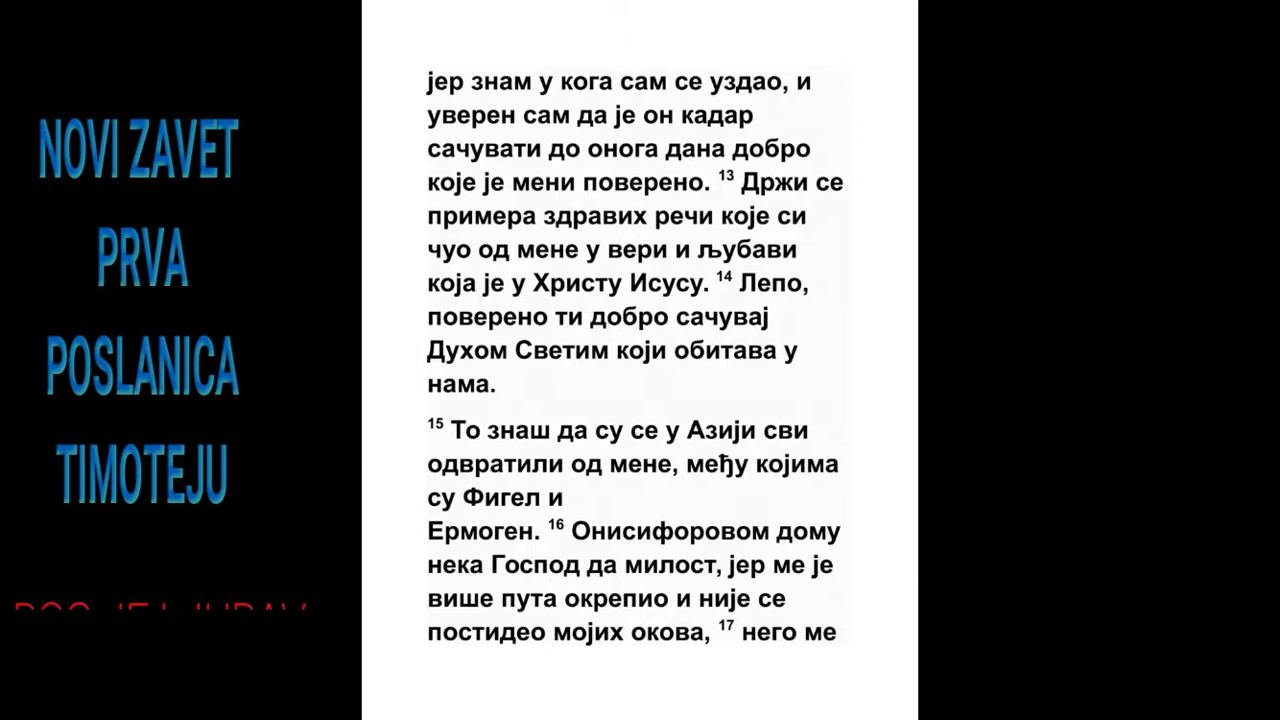 NOVI ZAVET
PRVA
POSLANICA
TIMOTEJU
јер знам у кога сам се уздао, и
уверен сам да је он кадар
сачувати до онога дана добро
које је мени поверено. 13 Држи се
примера здравих речи које си
чуо од мене у вери и љубави
која је у Христу Исусу. 14 Лепо,
поверено ти добро сачувај
Духом Светим који обитава у
нама.
15 То знаш да су се у Азији сви
одвратили од мене, међу којима
су Фигел и
Ермоген. 16 Онисифоровом дому
нека Господ да милост, јер ме је
више пута окрепио и није се
постидео мојих окова, 17 него ме